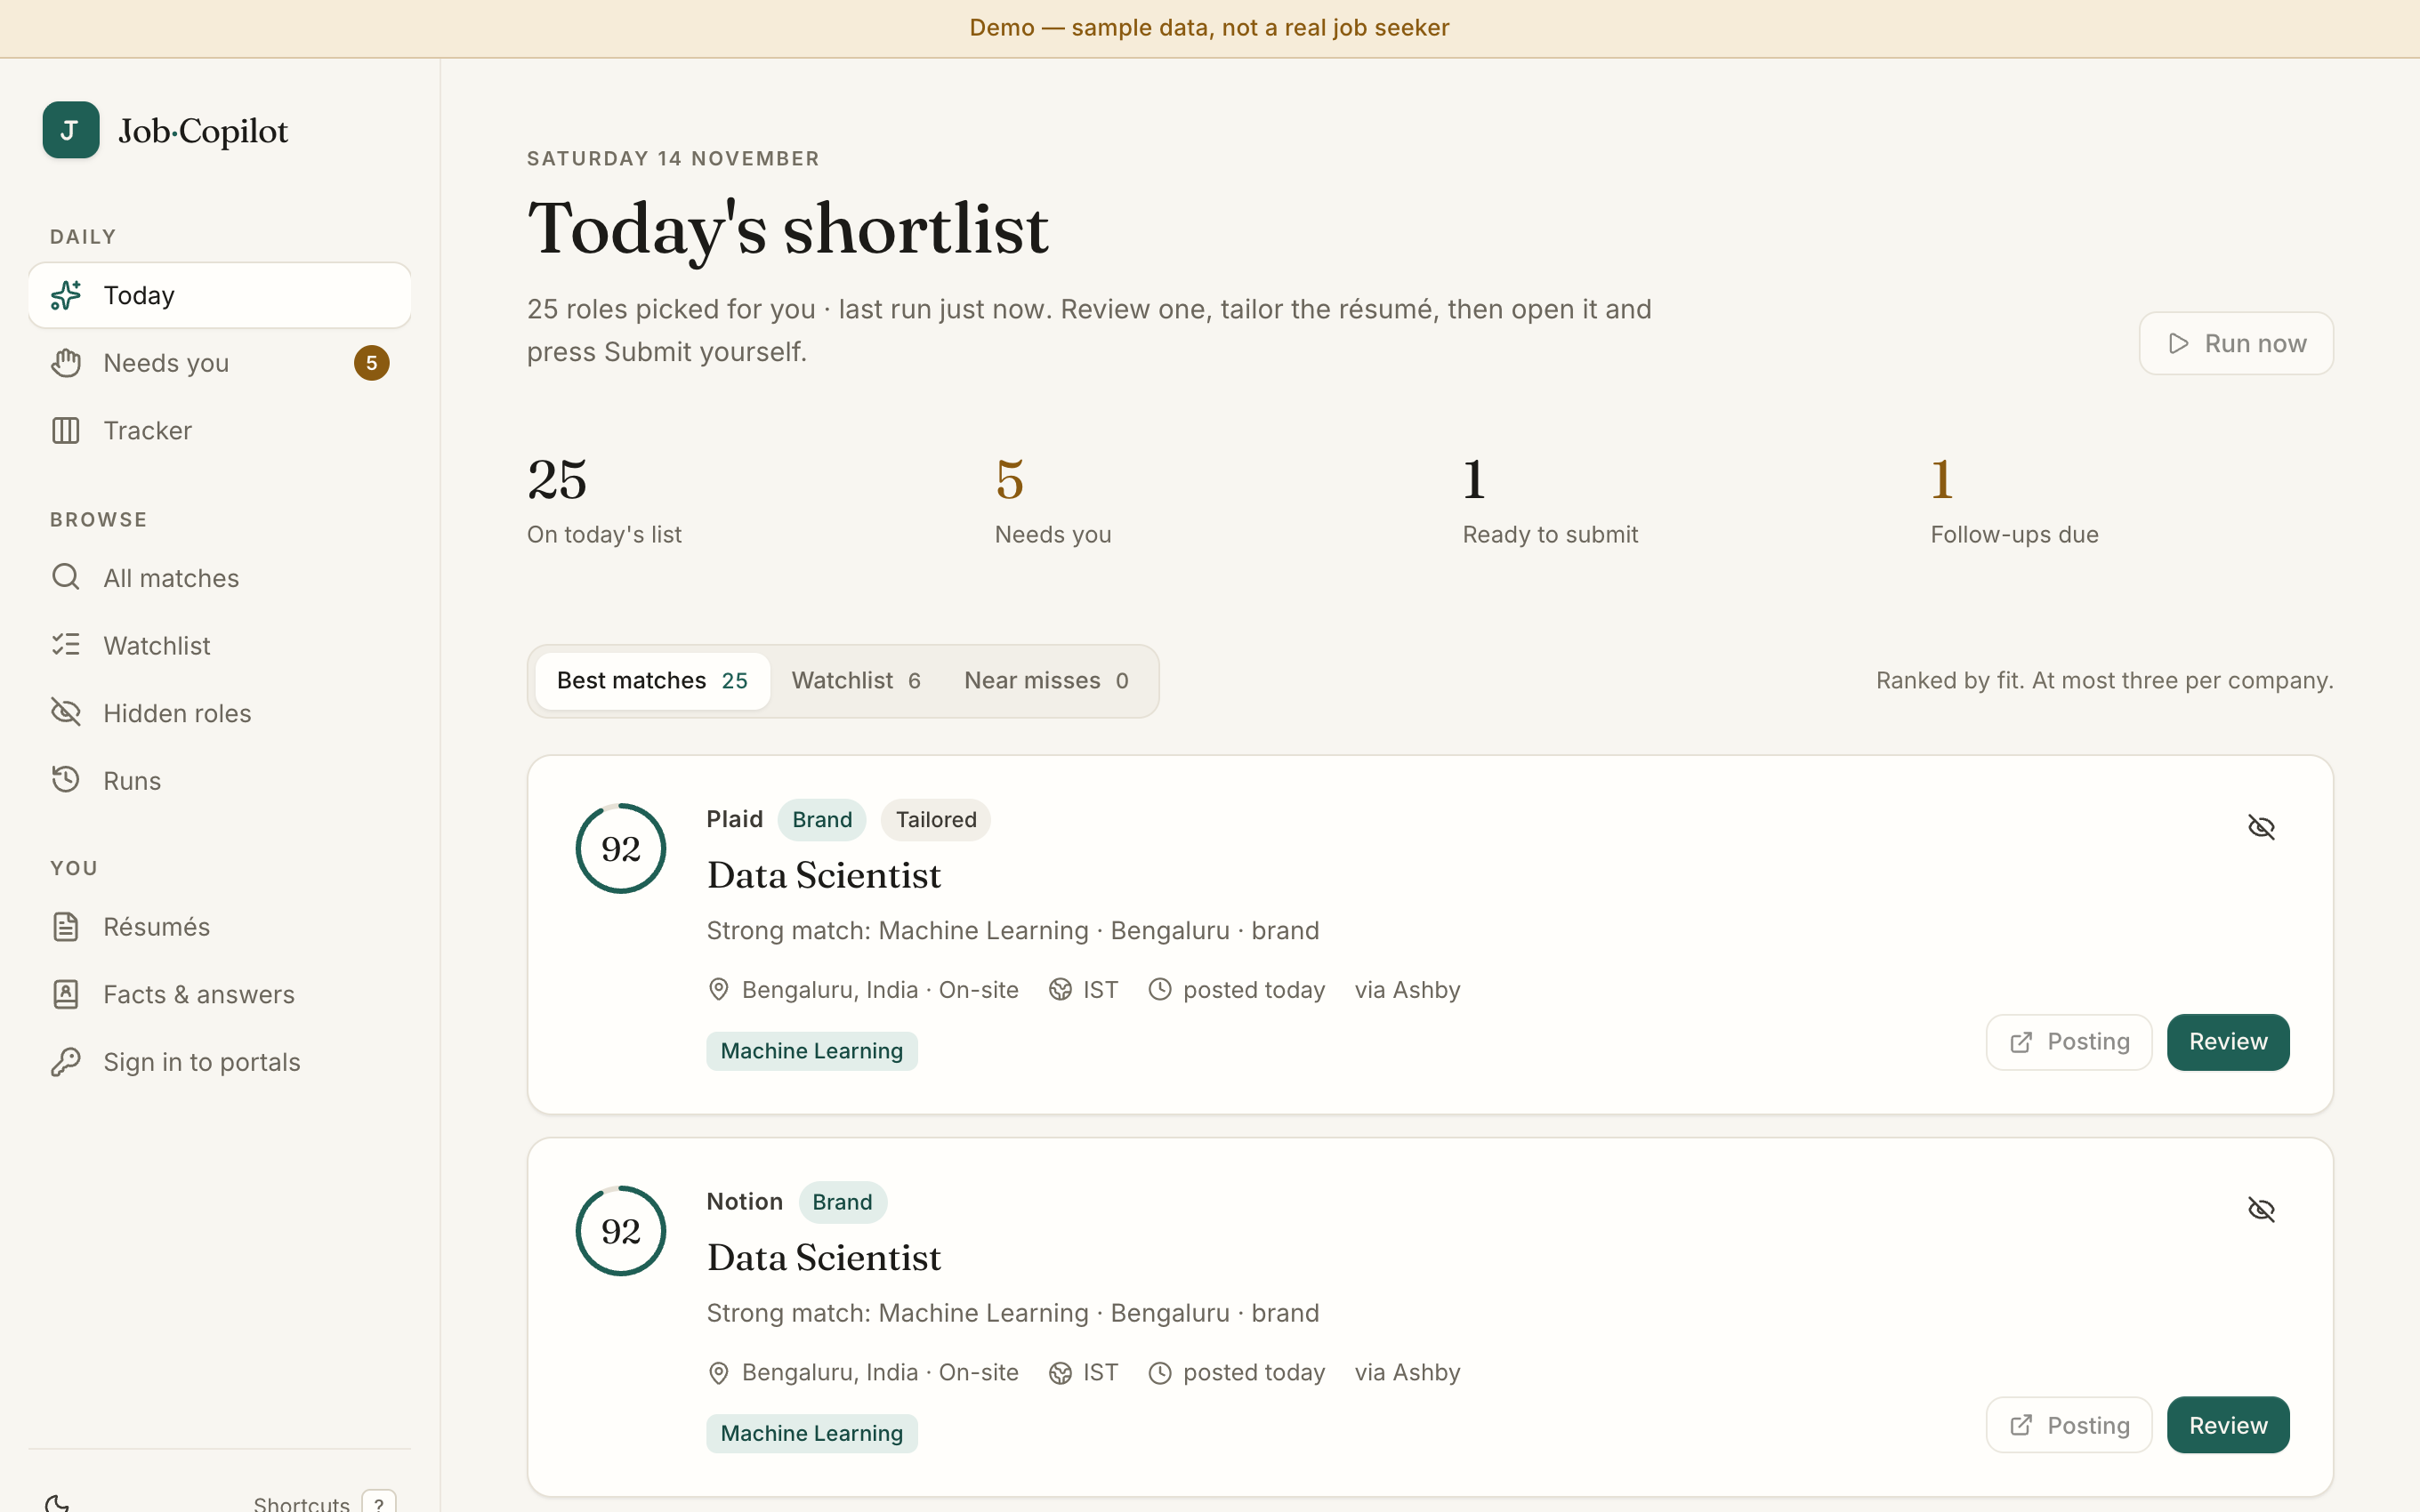 Demo — sample data, not a real job seeker
J
Job·Copilot
DAILY
Today
Needs you 5
Tracker
BROWSE
All matches
Watchlist
Hidden roles
Runs
YOU
Résumés
Facts & answers
Sign in to portals
Shortcuts ?
SATURDAY 14 NOVEMBER
Today's shortlist
25 roles picked for you · last run just now. Review one, tailor the résumé, then open it and
press Submit yourself.
Run now
25
On today's list
5
Needs you
1
Ready to submit
1
Follow-ups due
Best matches 25 Watchlist 6 Near misses 0
Ranked by fit. At most three per company.
92
Plaid Brand Tailored
Data Scientist
Strong match: Machine Learning · Bengaluru · brand
Bengaluru, India · On-site IST posted today via Ashby
Machine Learning
Posting Review
92
Notion Brand
Data Scientist
Strong match: Machine Learning · Bengaluru · brand
Bengaluru, India · On-site IST posted today via Ashby
Machine Learning
Posting Review